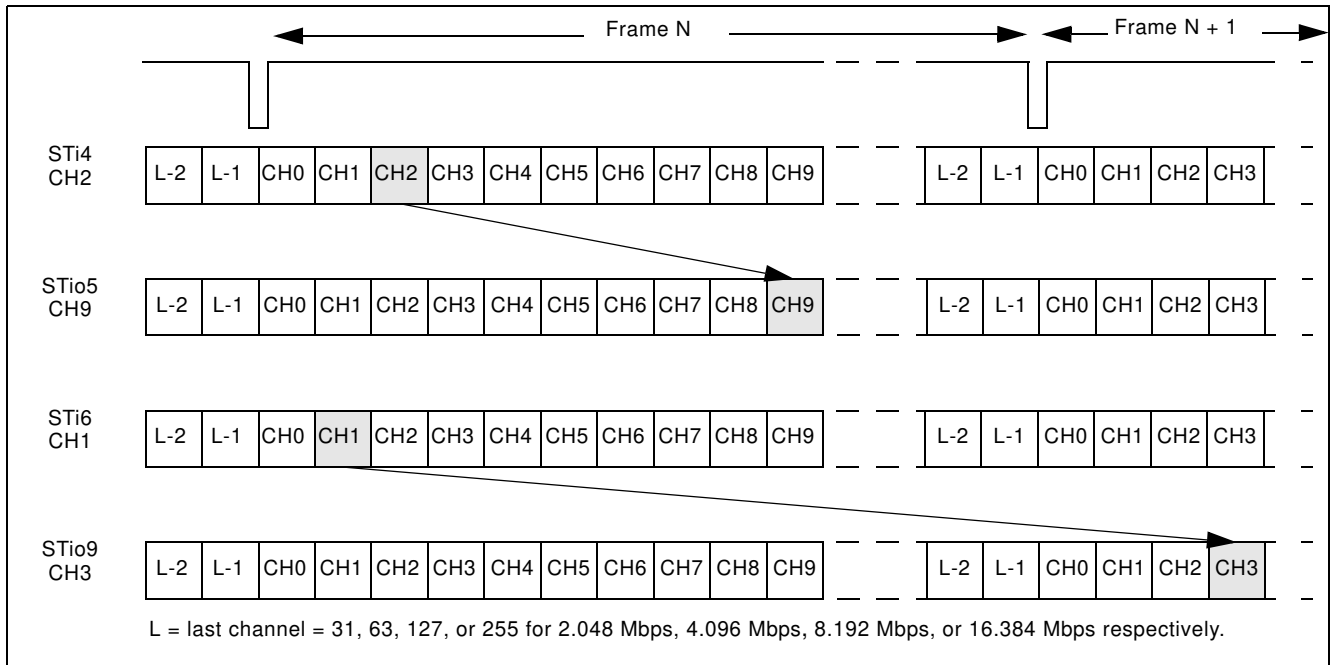 Frame N Frame N + 1
STi4
CH2
L-2 L-1 CH0 CH1 CH2 CH3 CH4 CH5 CH6 CH7 CH8 CH9 L-2 L-1 CH0 CH1 CH2 CH3
STio5
CH9
L-2 L-1 CH0 CH1 CH2 CH3 CH4 CH5 CH6 CH7 CH8 CH9 L-2 L-1 CH0 CH1 CH2 CH3
STi6
CH1
L-2 L-1 CH0 CH1 CH2 CH3 CH4 CH5 CH6 CH7 CH8 CH9 L-2 L-1 CH0 CH1 CH2 CH3
STio9
CH3
L-2 L-1 CH0 CH1 CH2 CH3 CH4 CH5 CH6 CH7 CH8 CH9 L-2 L-1 CH0 CH1 CH2 CH3
L = last channel = 31, 63, 127, or 255 for 2.048 Mbps, 4.096 Mbps, 8.192 Mbps, or 16.384 Mbps respectively.